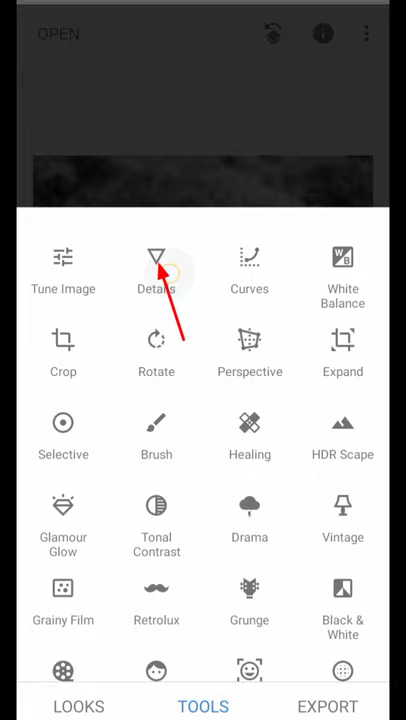 OPEN
Tune Image
Details
Curves
White
Balance
Crop
Rotate
Perspective
Expand
Selective
Brush
Healing
HDR Scape
Glamour
Glow
Tonal
Contrast
Drama
Vintage
Grainy Film
Retrolux
Grunge
Black &
White
LOOKS
TOOLS
EXPORT